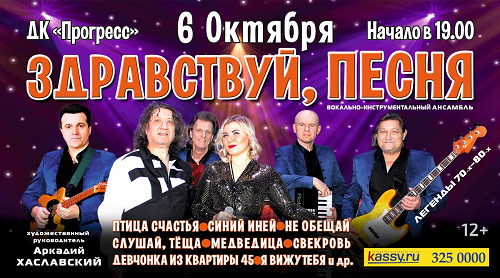 ДК «Прогресс»
6 Октября
Начало в 19.00
ЗДРАВСТВУЙ, ПЕСНЯ
ВОКАЛЬНО-ИНСТРУМЕНТАЛЬНЫЙ АНСАМБЛЬ
ЛЕГЕНДЫ 70-х-80-х
художественный
руководитель
Аркадий
ХАСЛАВСКИЙ
ПТИЦА СЧАСТЬЯ•СИНИЙ ИНЕЙ•НЕ ОБЕЩАЙ
СЛУШАЙ, ТЁЩА•МЕДВЕДИЦА•СВЕКРОВЬ
ДЕВЧОНКА ИЗ КВАРТИРЫ 45•Я ВИЖУ ТЕБЯ и др.
12+
kassy.ru 325 0000